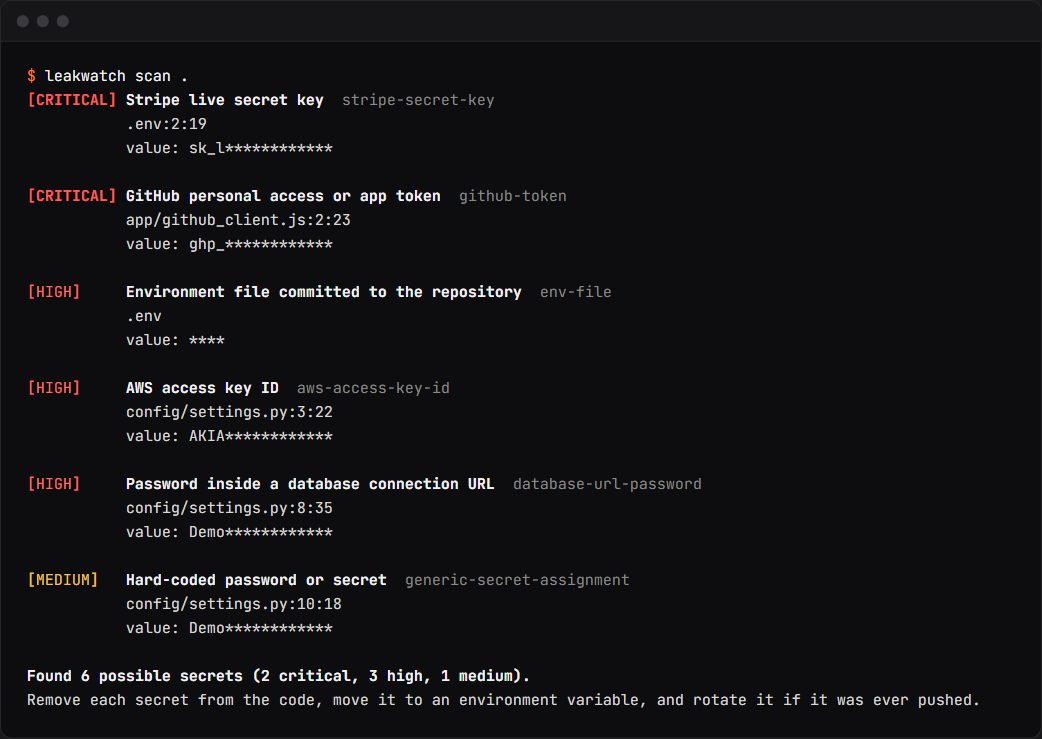 $ leakwatch scan .
[CRITICAL] Stripe live secret key  stripe-secret-key
.env:2:19
value: sk_l************
[CRITICAL] GitHub personal access or app token  github-token
app/github_client.js:2:23
value: ghp_************
[HIGH] Environment file committed to the repository  env-file
.env
value: ****
[HIGH] AWS access key ID  aws-access-key-id
config/settings.py:3:22
value: AKIA************
[HIGH] Password inside a database connection URL  database-url-password
config/settings.py:8:35
value: Demo************
[MEDIUM] Hard-coded password or secret  generic-secret-assignment
config/settings.py:10:18
value: Demo************
Found 6 possible secrets (2 critical, 3 high, 1 medium).
Remove each secret from the code, move it to an environment variable, and rotate it if it was ever pushed.